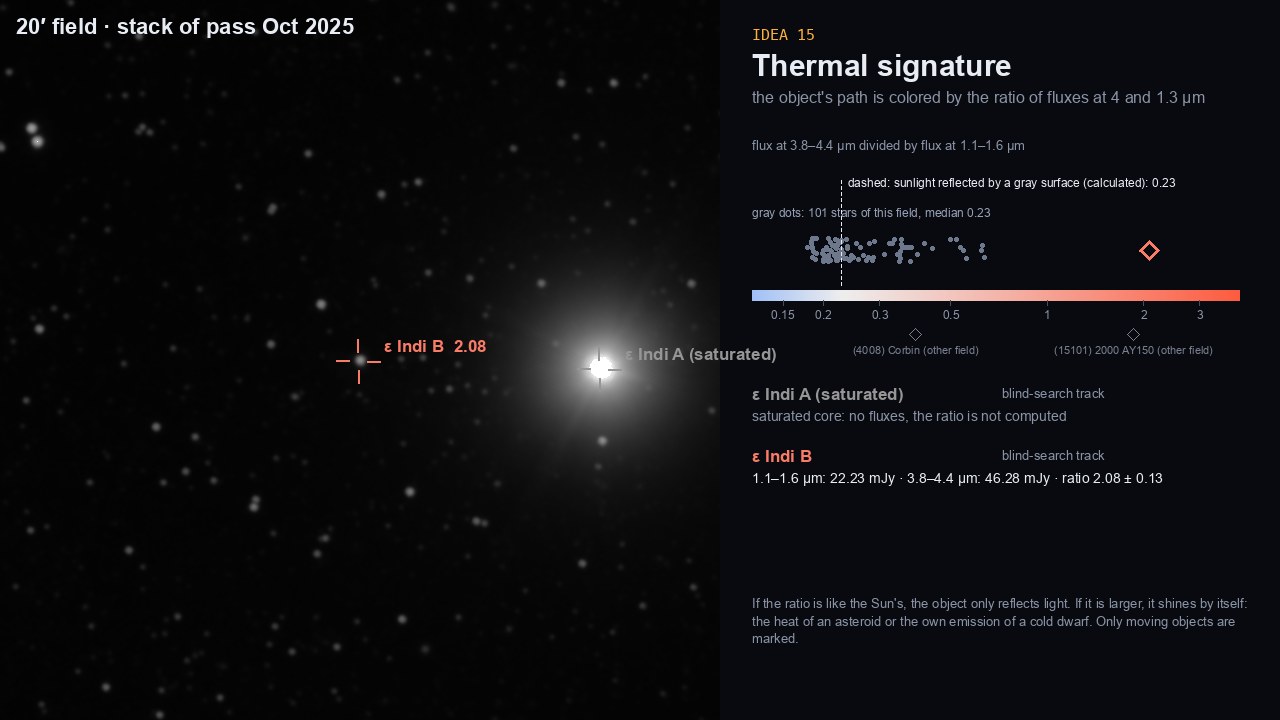 20′ field · stack of pass Oct 2025
ε Indi B 2.08
ε Indi A (saturated)
IDEA 15
Thermal signature
the object's path is colored by the ratio of fluxes at 4 and 1.3 µm
flux at 3.8–4.4 µm divided by flux at 1.1–1.6 µm
dashed: sunlight reflected by a gray surface (calculated): 0.23
gray dots: 101 stars of this field, median 0.23
0.15 0.2 0.3 0.5 1 2 3
(4008) Corbin (other field) (15101) 2000 AY150 (other field)
ε Indi A (saturated) blind-search track
saturated core: no fluxes, the ratio is not computed
ε Indi B blind-search track
1.1–1.6 µm: 22.23 mJy · 3.8–4.4 µm: 46.28 mJy · ratio 2.08 ± 0.13
If the ratio is like the Sun's, the object only reflects light. If it is larger, it shines by itself:
the heat of an asteroid or the own emission of a cold dwarf. Only moving objects are
marked.